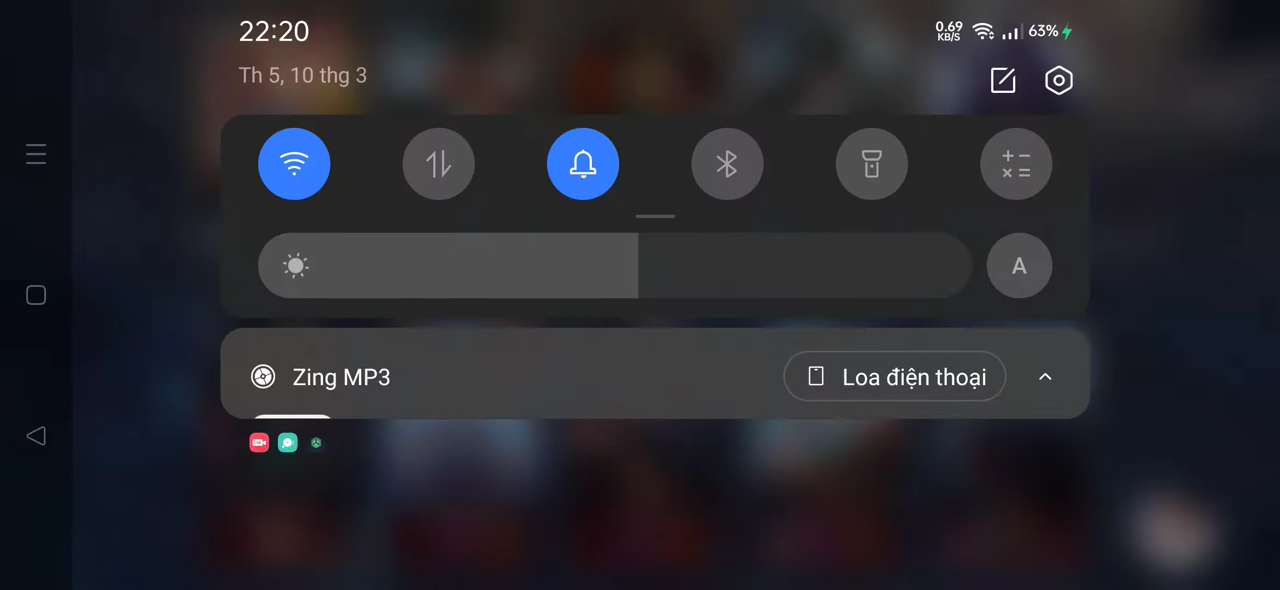 22:20
0.69 KB/S
63%
Th 5, 10 thg 3
A
Zing MP3
Loa điện thoại